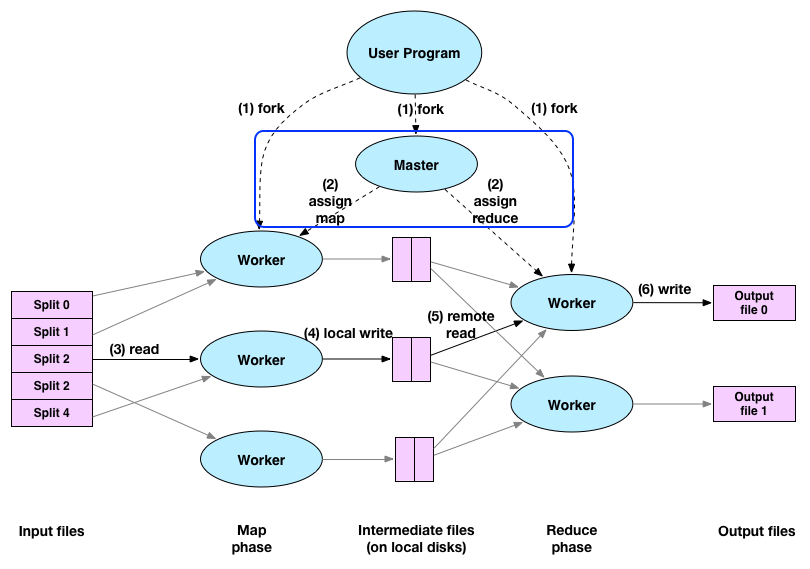 User Program
(1) fork
(1) fork
(1) fork
Master
(2)
assign
map
(2)
assign
reduce
Worker
Split 0
Split 1
Split 2
Split 2
Split 4
(3) read
Worker
(4) local write
(5) remote
read
Worker
(6) write
Output
file 0
Worker
Output
file 1
Worker
Input files
Map
phase
Intermediate files
(on local disks)
Reduce
phase
Output files